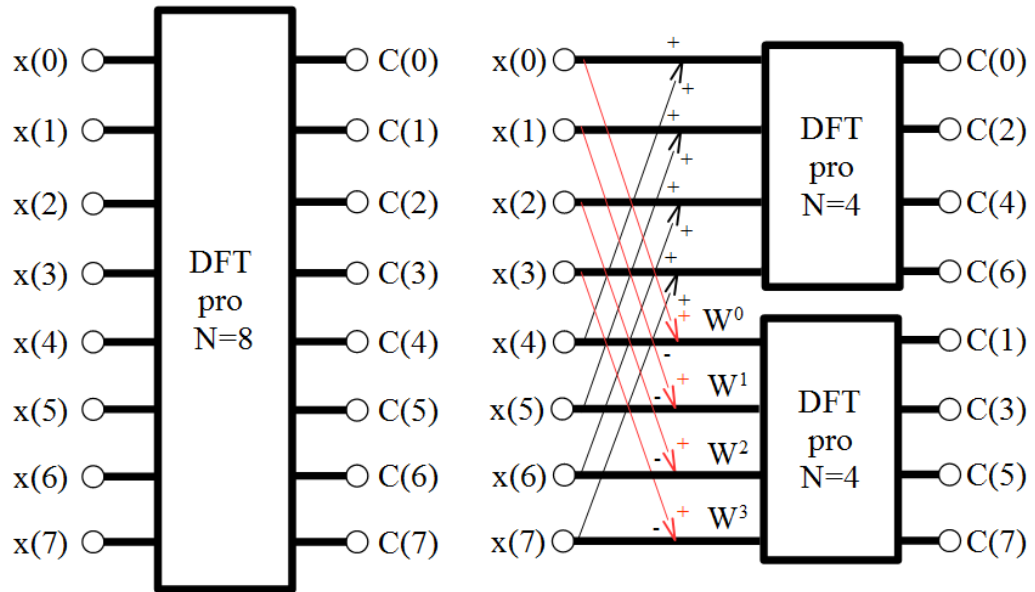 x(0)
x(1)
x(2)
x(3)
x(4)
x(5)
x(6)
x(7)
DFT
pro
N=8
C(0)
C(1)
C(2)
C(3)
C(4)
C(5)
C(6)
C(7)
x(0)
x(1)
x(2)
x(3)
x(4)
x(5)
x(6)
x(7)
+
+
+
+
+
+
+
+
+
-
W⁰
+
-
W¹
+
-
W²
+
-
W³
DFT
pro
N=4
DFT
pro
N=4
C(0)
C(2)
C(4)
C(6)
C(1)
C(3)
C(5)
C(7)